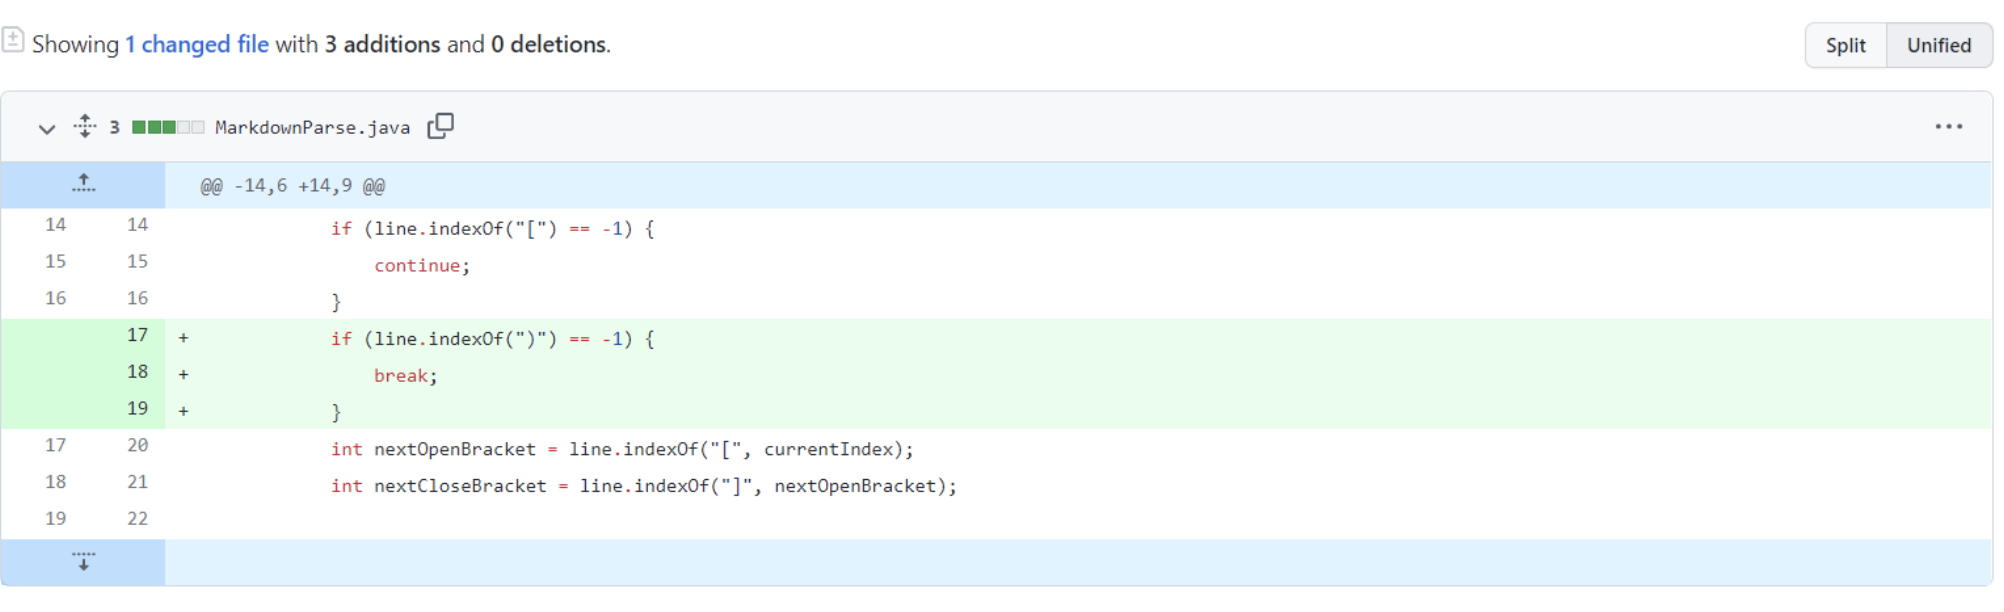 Showing 1 changed file with 3 additions and 0 deletions.
Split Unified
3 MarkdownParse.java
@@ -14,6 +14,9 @@
14 14 if (line.indexOf("[") == -1) {
15 15 continue;
16 16 }
17 + if (line.indexOf(")") == -1) {
18 + break;
19 + }
17 20 int nextOpenBracket = line.indexOf("[", currentIndex);
18 21 int nextCloseBracket = line.indexOf("]", nextOpenBracket);
19 22